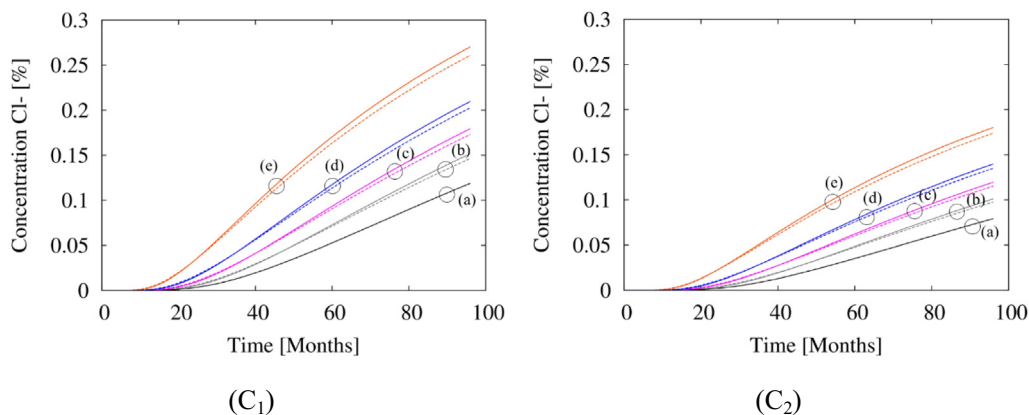 0.3
0.25
0.2
0.15
0.1
0.05
0
Concentration Cl- [%]
(e)
(d)
(c)
(b)
(a)
0 20 40 60 80 100
Time [Months]
(C1)
0.3
0.25
0.2
0.15
0.1
0.05
0
Concentration Cl- [%]
(e)
(d)
(c)
(b)
(a)
0 20 40 60 80 100
Time [Months]
(C2)